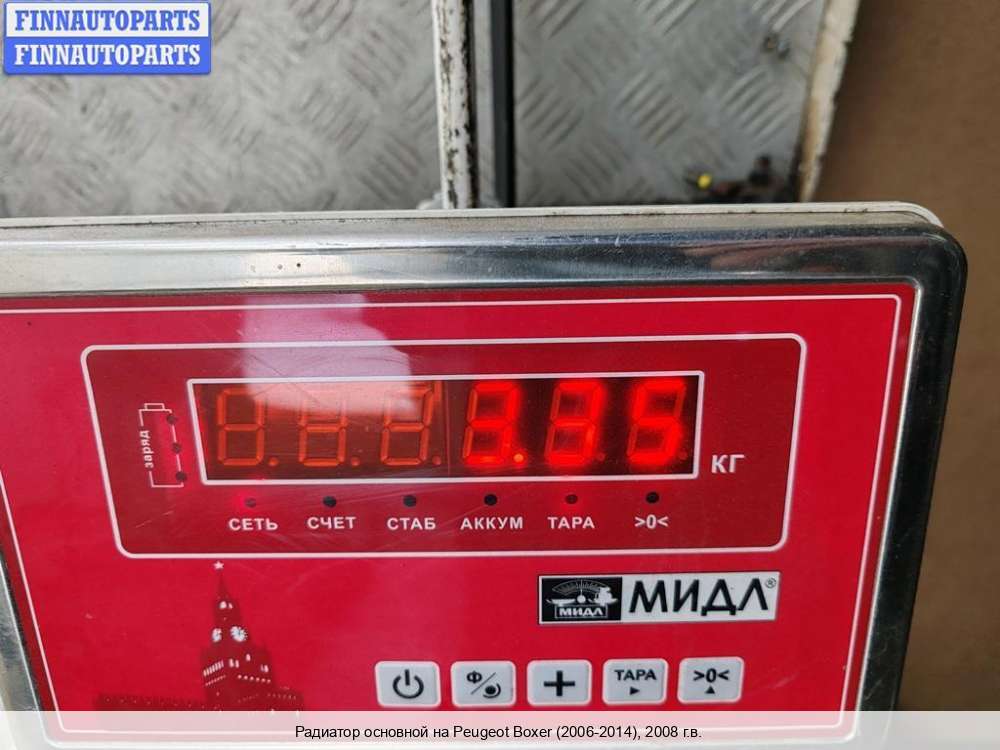 FINNAUTOPARTS
FINNAUTOPARTS
заряд
3.35
КГ
СЕТЬ СЧЕТ СТАБ АККУМ ТАРА >0<
МИДЛ МИДЛ®
Ф/ + ТАРА >0<
Радиатор основной на Peugeot Boxer (2006-2014), 2008 г.в.